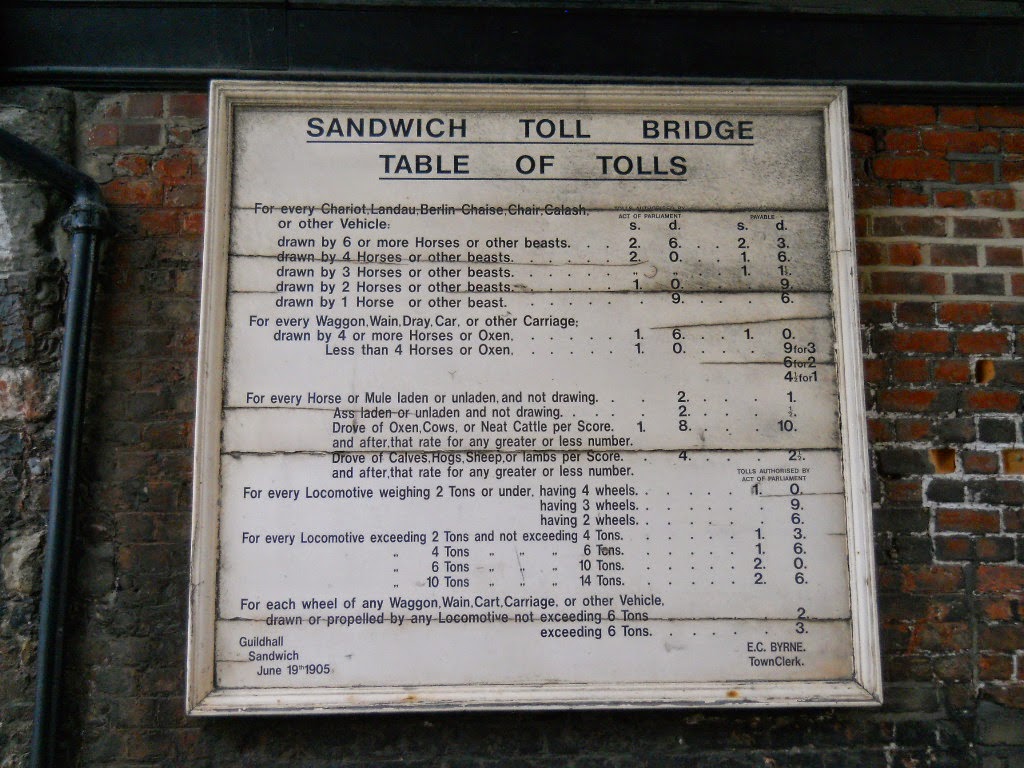 SANDWICH TOLL BRIDGE
TABLE OF TOLLS
For every Chariot,Landau,Berlin Chaise,Chair,Calash,
or other Vehicle:
TOLLS AUTHORISED BY ACT OF PARLIAMENT PAYABLE
s. d. s. d.
drawn by 6 or more Horses or other beasts. . . . 2. 6. . . 2. 3.
drawn by 4 Horses or other beasts. . . . . . 2. 0. . . 1. 6.
drawn by 3 Horses or other beasts. . . . . . „ „ . . 1. 1½.
drawn by 2 Horses or other beasts. . . . . . 1. 0. . . . 9.
drawn by 1 Horse or other beast. . . . . . . 9. . . . 6.
For every Waggon,Wain,Dray,Car, or other Carriage;
drawn by 4 or more Horses or Oxen, . . . . . 1. 6. . . 1. 0.
Less than 4 Horses or Oxen, . . . . . 1. 0. . . . 9 for 3
6 for 2
4½ for 1
For every Horse or Mule laden or unladen, and not drawing. . . 2. . . . 1.
Ass laden or unladen and not drawing. . . . 2. . . . ½.
Drove of Oxen,Cows, or Neat Cattle per Score. 1. 8. . . . 10.
and after,that rate for any greater or less number.
Drove of Calves,Hogs,Sheep,or lambs per Score. . . 4. . . . 2½.
and after,that rate for any greater or less number.
TOLLS AUTHORISED BY
ACT OF PARLIAMENT
For every Locomotive weighing 2 Tons or under, having 4 wheels. . . . . . 1. 0.
having 3 wheels. . . . . . . 9.
having 2 wheels. . . . . . . 6.
For every Locomotive exceeding 2 Tons and not exceeding 4 Tons. . . . . . 1. 3.
„ 4 Tons „ „ „ 6 Tons. . . . . . 1. 6.
„ 6 Tons „ „ „ 10 Tons. . . . . . 2. 0.
„ 10 Tons „ „ „ 14 Tons. . . . . . 2. 6.
For each wheel of any Waggon,Wain,Cart,Carriage, or other Vehicle,
drawn or propelled by any Locomotive not exceeding 6 Tons . . . . . 2.
exceeding 6 Tons. . . . . . 3.
Guildhall
Sandwich
June 19th 1905
E.C. BYRNE.
Town Clerk.